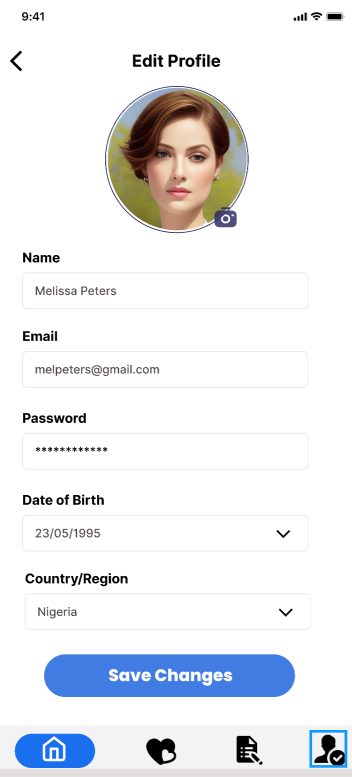 9:41
Edit Profile
Name
Melissa Peters
Email
melpeters@gmail.com
Password
************
Date of Birth
23/05/1995
Country/Region
Nigeria
Save Changes